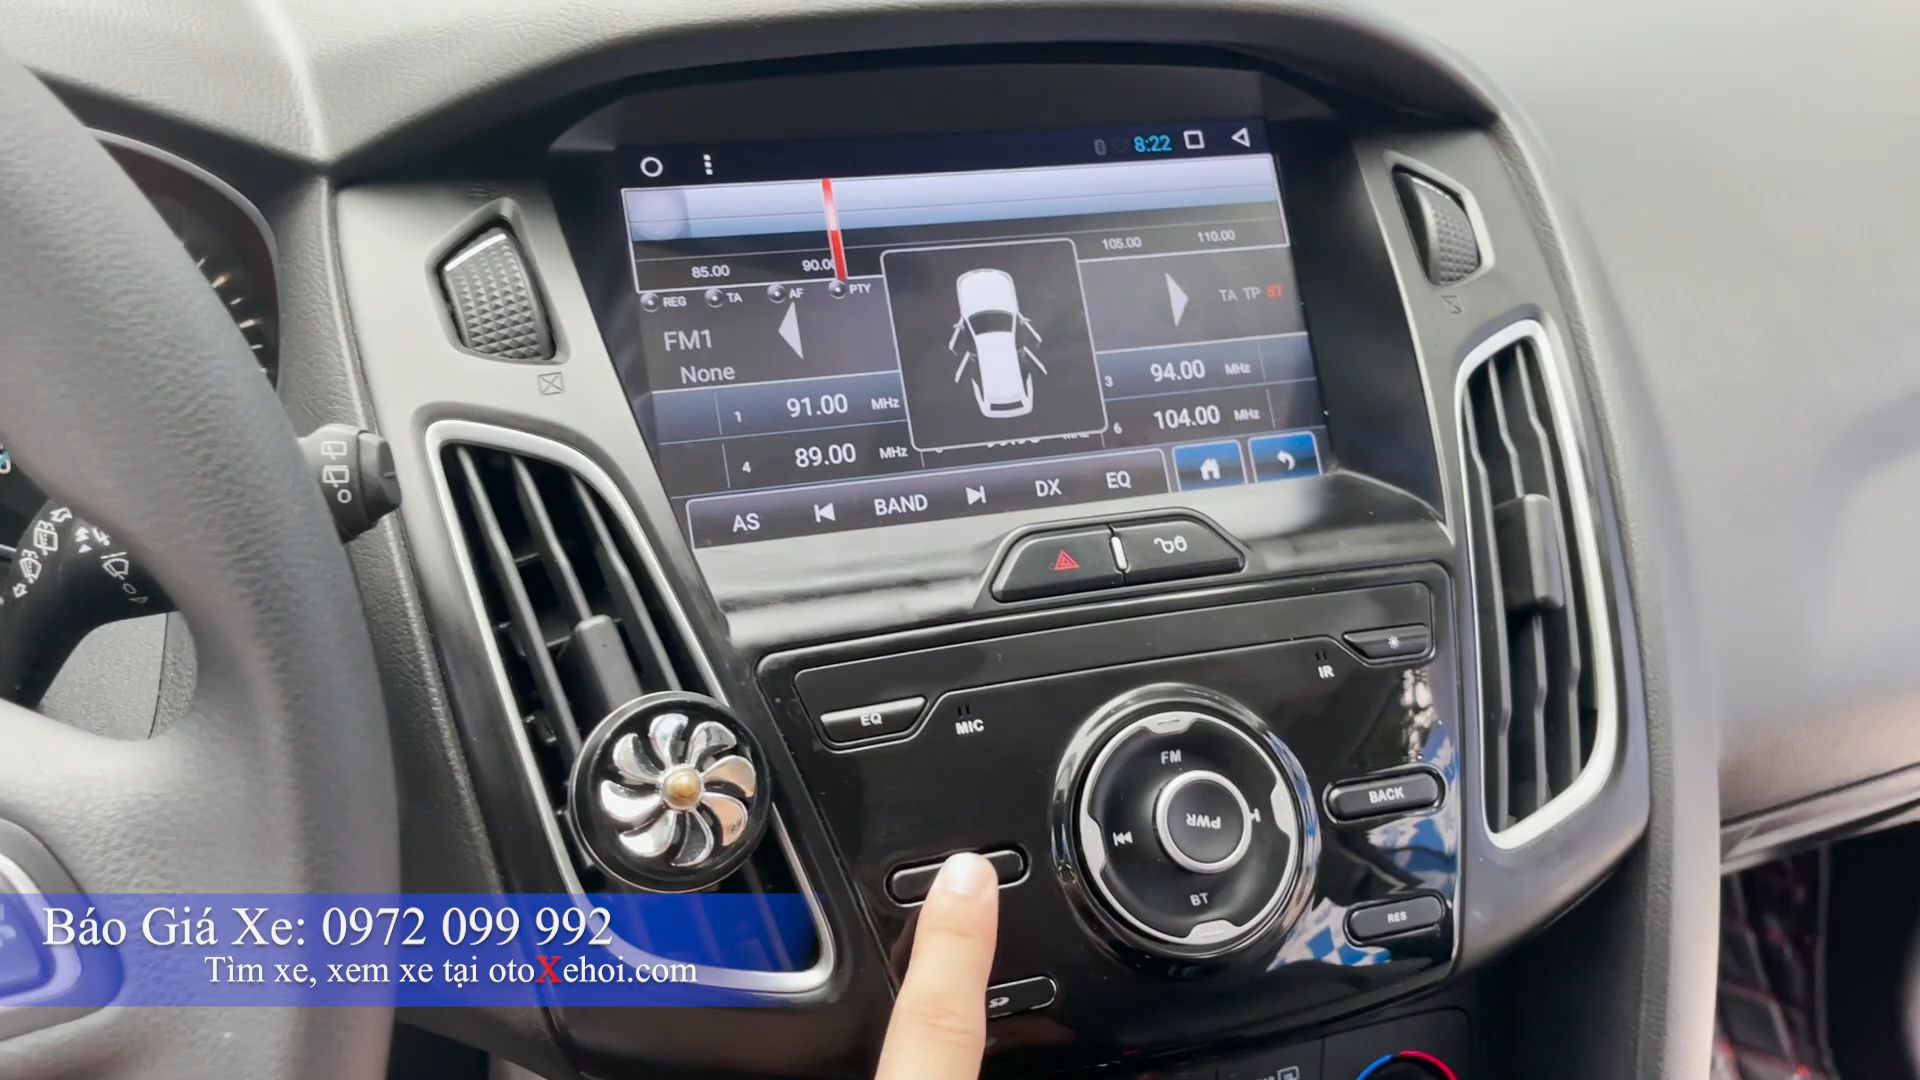 8:22
85.00 90.00 105.00 110.00
REG TA AF PTY
TA TP ST
FM1
None
1 91.00 MHz
3 94.00 MHz
4 89.00 MHz
6 104.00 MHz
AS BAND DX EQ
IR
EQ MIC
FM
BACK
PWR
BT
RES
Báo Giá Xe: 0972 099 992
Tìm xe, xem xe tại otoXehoi.com